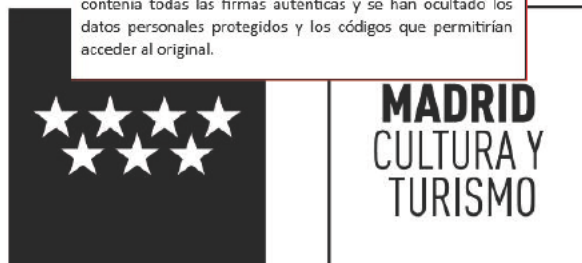 contenía todas las firmas auténticas y se han ocultado los
datos personales protegidos y los códigos que permitirían
acceder al original.
MADRID
CULTURA Y
TURISMO